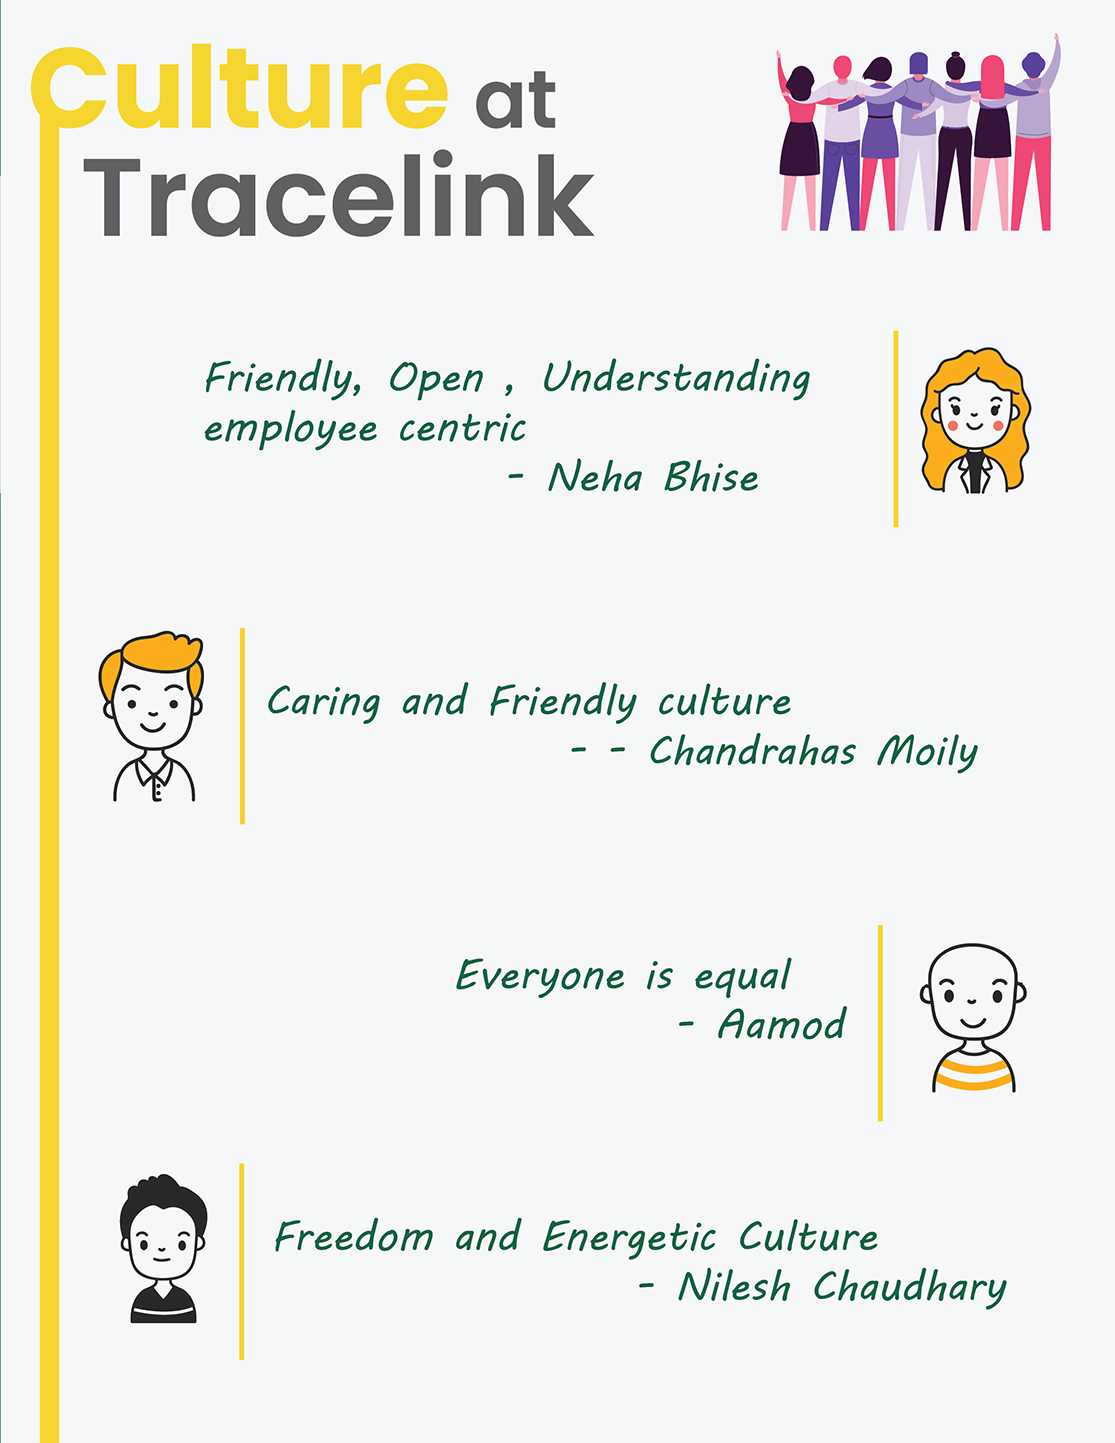 Culture at
Tracelink
Friendly, Open , Understanding
employee centric
- Neha Bhise
Caring and Friendly culture
- - Chandrahas Moily
Everyone is equal
- Aamod
Freedom and Energetic Culture
- Nilesh Chaudhary